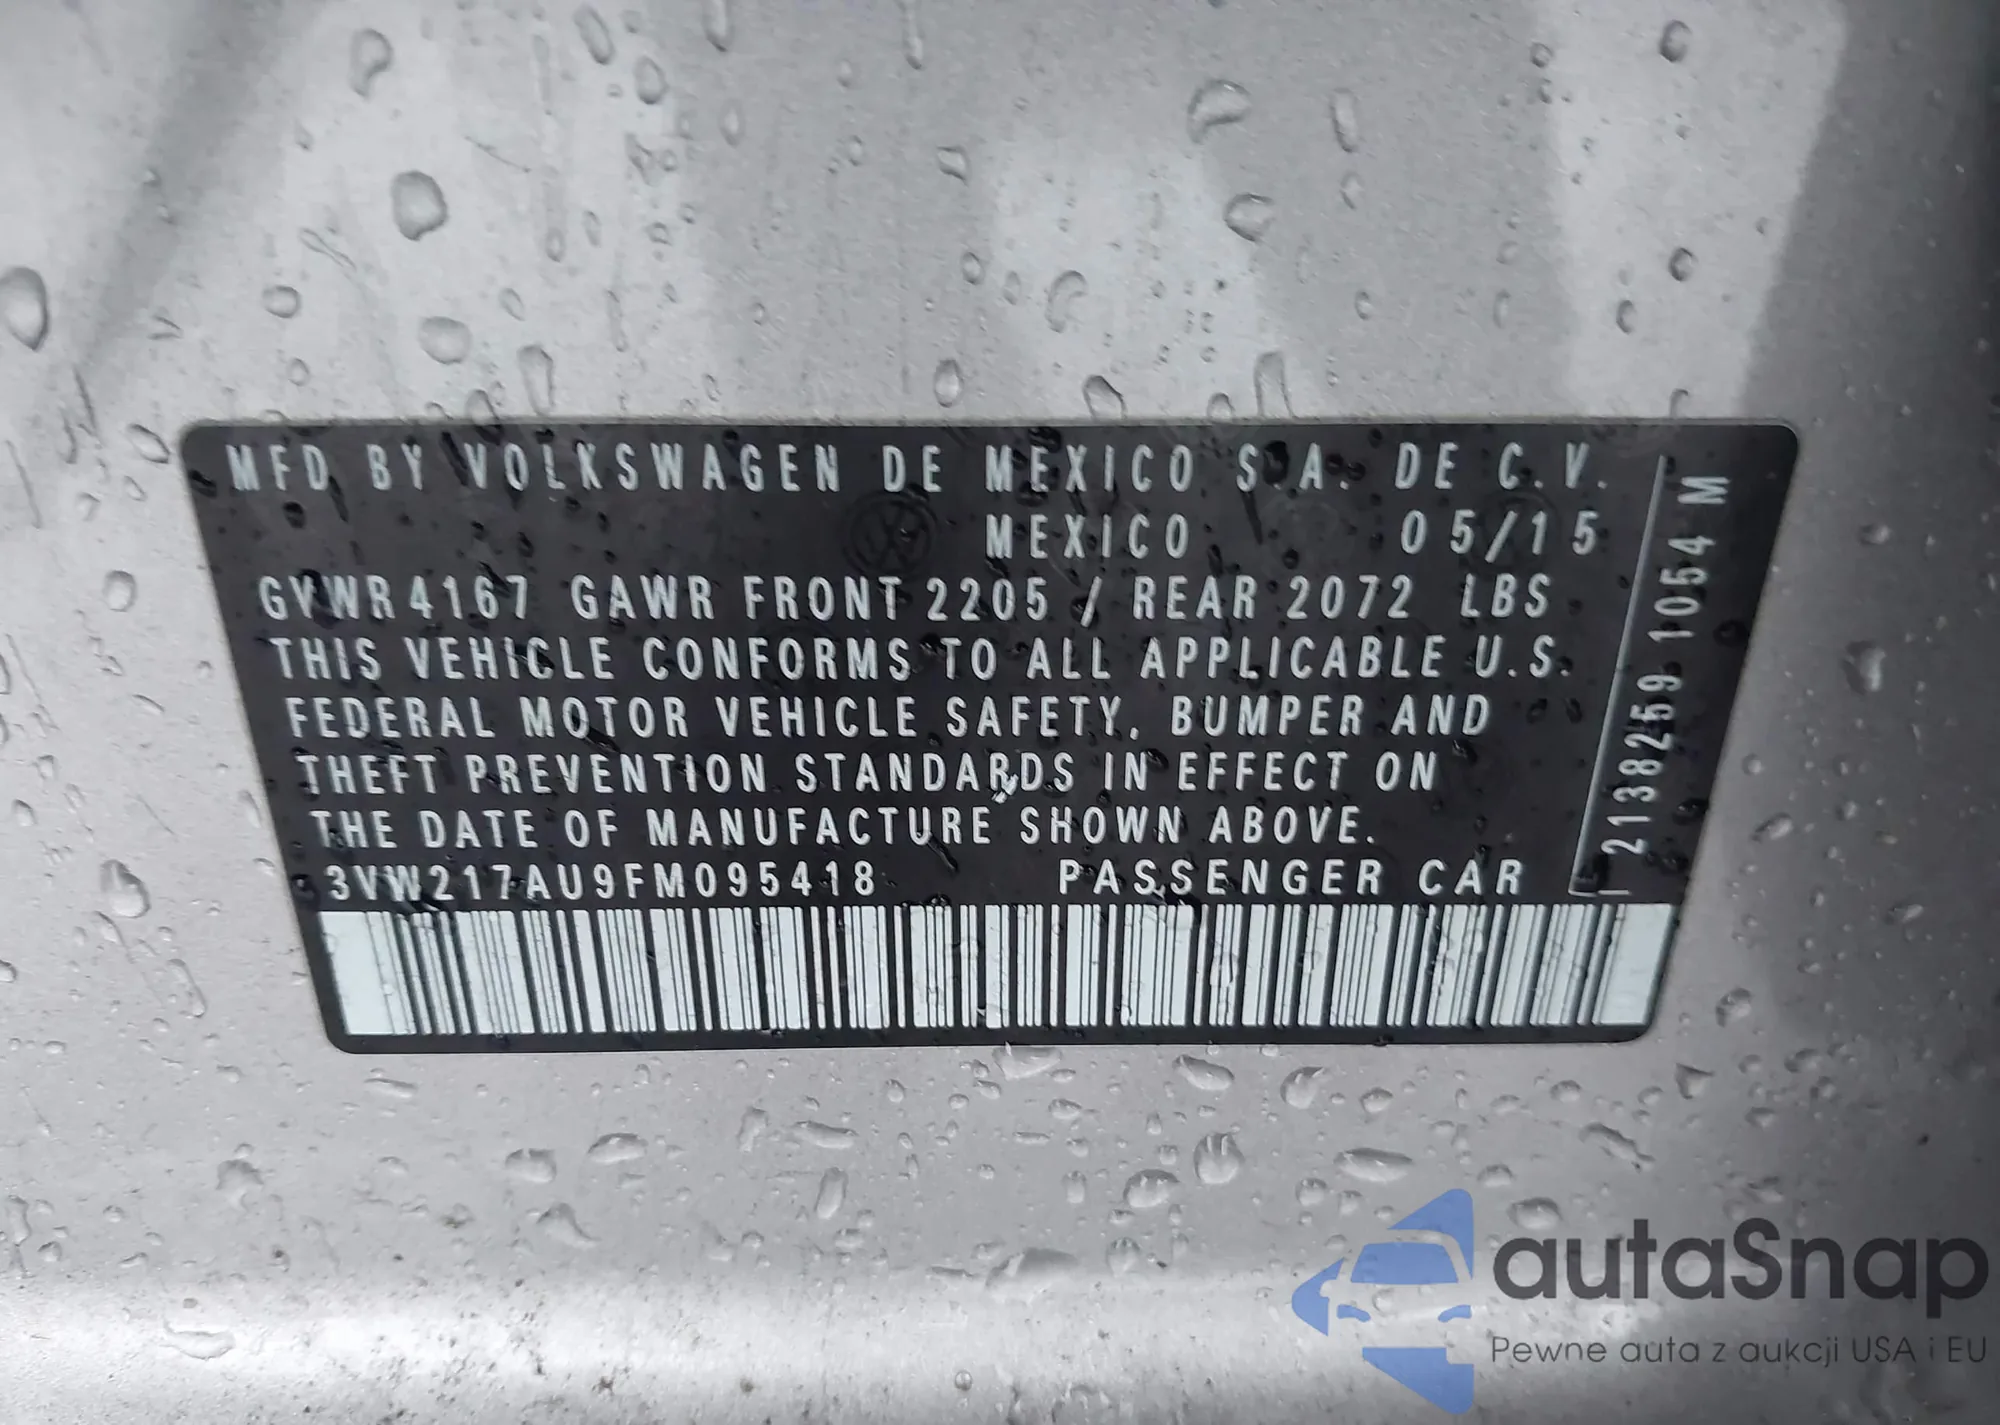 MFD BY VOLKSWAGEN DE MEXICO S.A. DE C.V.
MEXICO 05/15
GVWR 4167 GAWR FRONT 2205 / REAR 2072 LBS
THIS VEHICLE CONFORMS TO ALL APPLICABLE U.S.
FEDERAL MOTOR VEHICLE SAFETY, BUMPER AND
THEFT PREVENTION STANDARDS IN EFFECT ON
THE DATE OF MANUFACTURE SHOWN ABOVE.
3VW217AU9FM095418 PASSENGER CAR
2138259 1054 M
autaSnap
Pewne auta z aukcji USA i EU